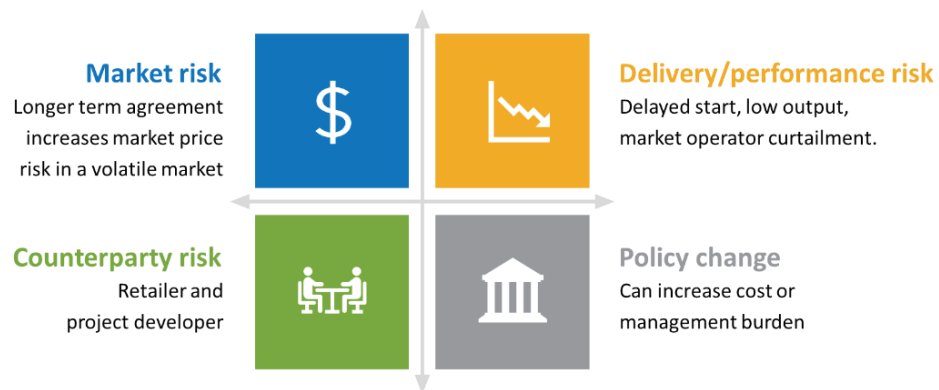 Market risk
Longer term agreement
increases market price
risk in a volatile market
$
Delivery/performance risk
Delayed start, low output,
market operator curtailment.
Counterparty risk
Retailer and
project developer
Policy change
Can increase cost or
management burden